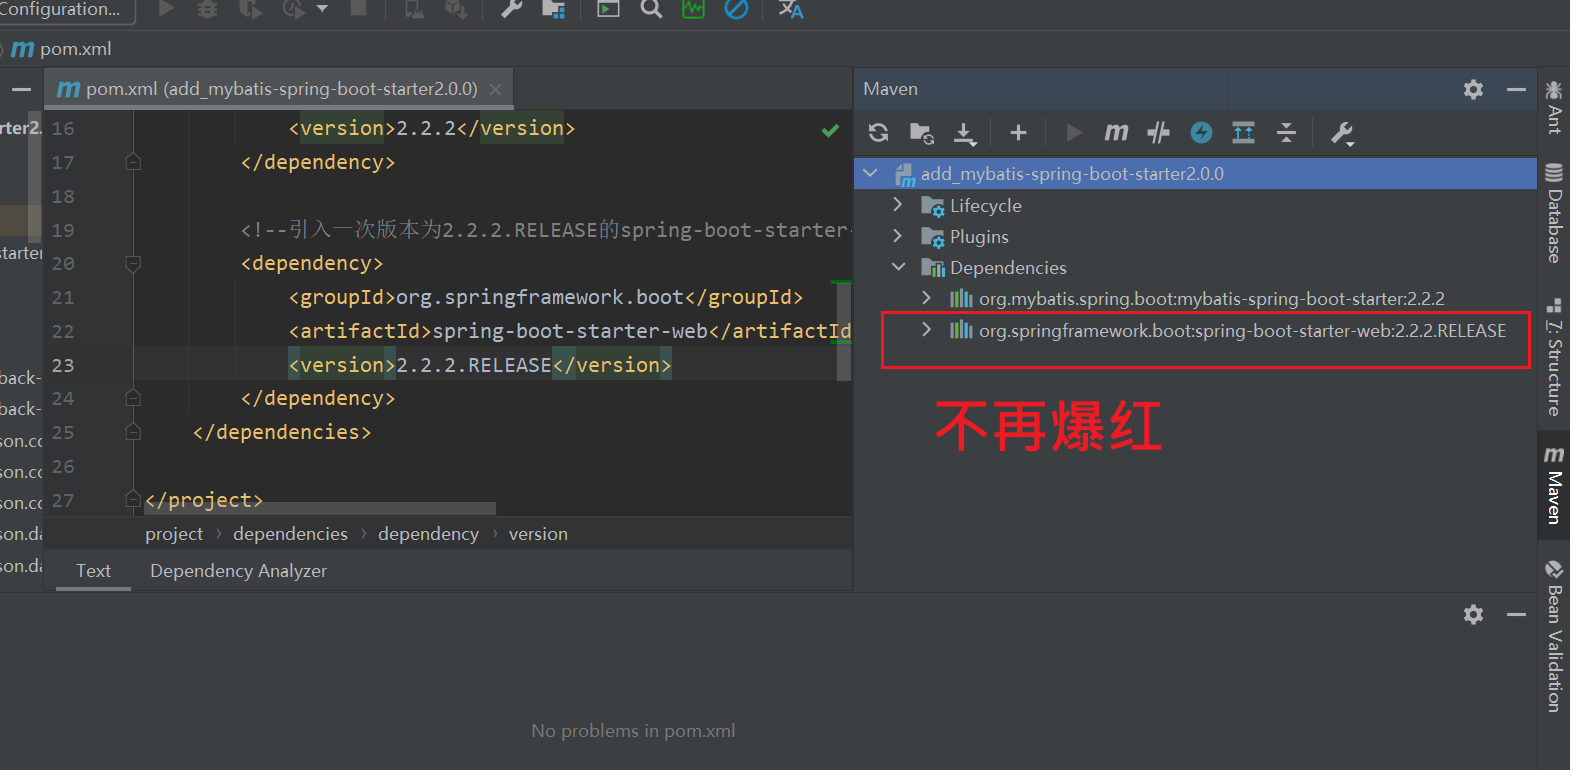 Configuration...
pom.xml
pom.xml (add_mybatis-spring-boot-starter2.0.0)
rter2.
starter
back-
back-
son.co
son.co
son.co
son.da
son.da
16 <version>2.2.2</version>
17 </dependency>
18
19 <!--引入一次版本为2.2.2.RELEASE的spring-boot-starter-
20 <dependency>
21 <groupId>org.springframework.boot</groupId>
22 <artifactId>spring-boot-starter-web</artifactId
23 <version>2.2.2.RELEASE</version>
24 </dependency>
25 </dependencies>
26
27 </project>
project › dependencies › dependency › version
Text
Dependency Analyzer
Maven
add_mybatis-spring-boot-starter2.0.0
Lifecycle
Plugins
Dependencies
org.mybatis.spring.boot:mybatis-spring-boot-starter:2.2.2
org.springframework.boot:spring-boot-starter-web:2.2.2.RELEASE
不再爆红
Ant
Database
7: Structure
Maven
Bean Validation
No problems in pom.xml